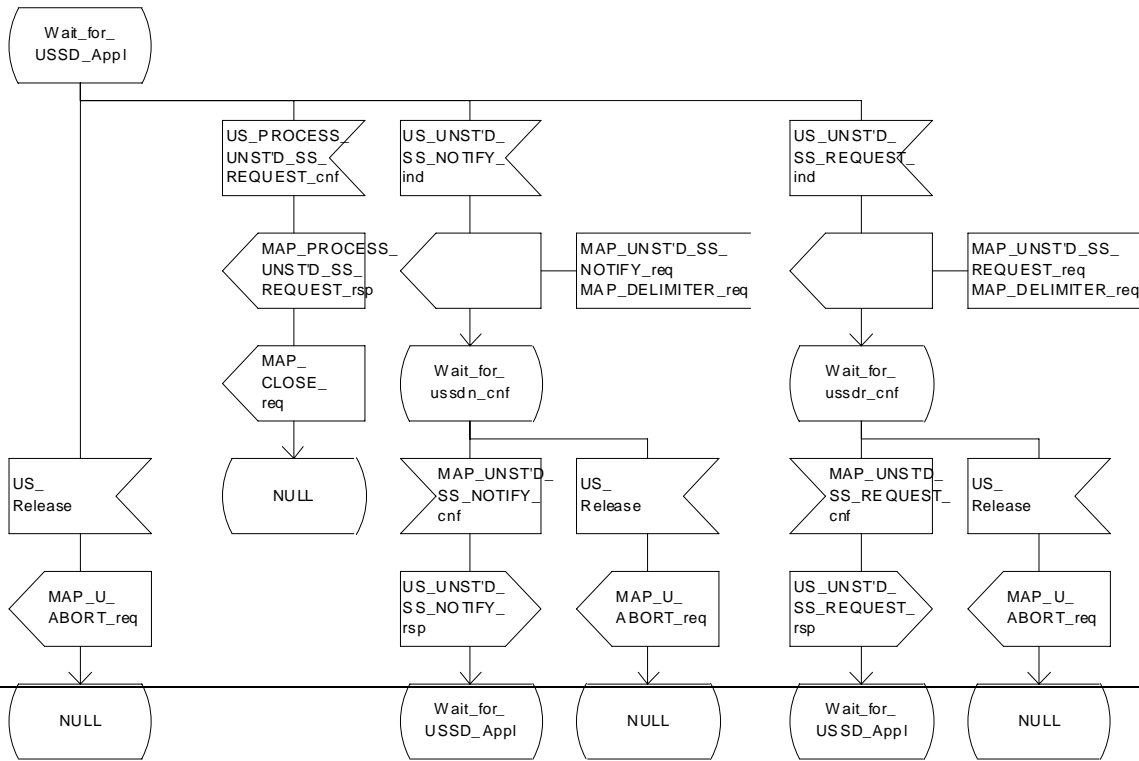 Wait_for_
USSD_Appl
US_PROCESS_
UNST'D_SS_
REQUEST_cnf
US_UNST'D_
SS_NOTIFY_
ind
US_UNST'D_
SS_REQUEST_
ind
MAP_PROCESS_
UNST'D_SS_
REQUEST_rsp
MAP_UNST'D_SS_
NOTIFY_req
MAP_DELIMITER_req
MAP_UNST'D_SS_
REQUEST_req
MAP_DELIMITER_req
MAP_
CLOSE_
req
Wait_for_
ussdn_cnf
Wait_for_
ussdr_cnf
US_
Release
NULL
MAP_UNST'D_
SS_NOTIFY_
cnf
US_
Release
MAP_UNST'D_
SS_REQUEST_
cnf
US_
Release
MAP_U_
ABORT_req
US_UNST'D_
SS_NOTIFY_
rsp
MAP_U_
ABORT_req
US_UNST'D_
SS_REQUEST_
rsp
MAP_U_
ABORT_req
NULL
Wait_for_
USSD_Appl
NULL
Wait_for_
USSD_Appl
NULL